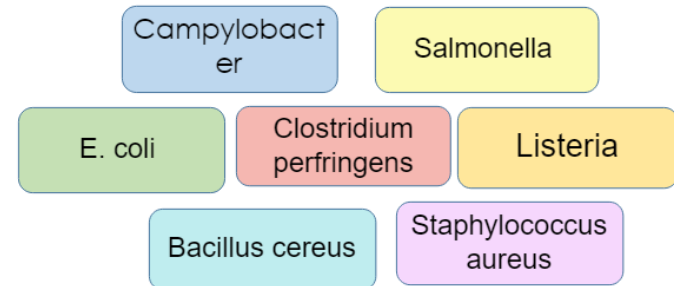 Campylobact
er
Salmonella
E. coli
Clostridium
perfringens
Listeria
Bacillus cereus
Staphylococcus
aureus